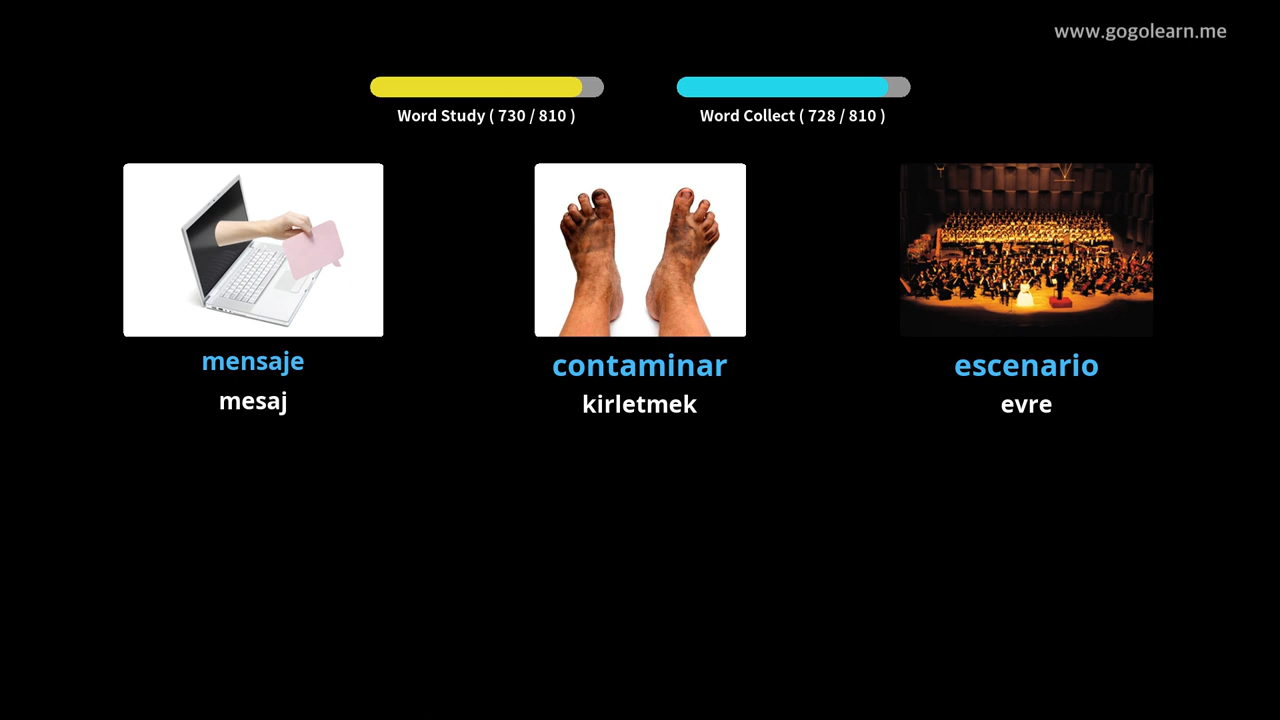 www.gogolearn.me
Word Study ( 730 / 810 )
Word Collect ( 728 / 810 )
mensaje
mesaj
contaminar
kirletmek
escenario
evre